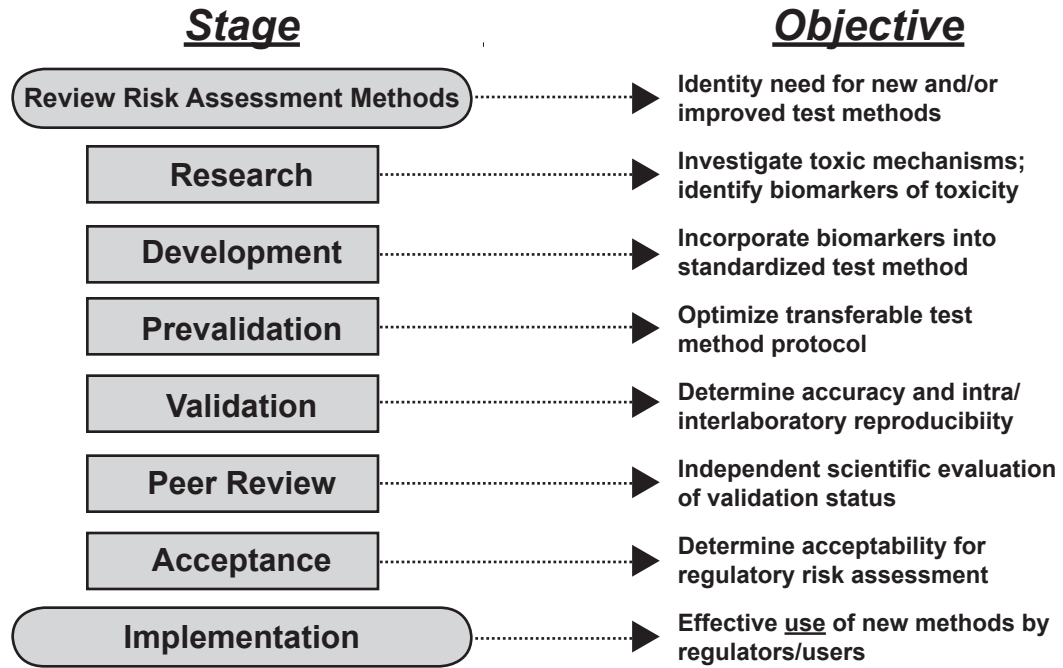 Stage
Objective
Review Risk Assessment Methods
Identity need for new and/or
improved test methods
Research
Investigate toxic mechanisms;
identify biomarkers of toxicity
Development
Incorporate biomarkers into
standardized test method
Prevalidation
Optimize transferable test
method protocol
Validation
Determine accuracy and intra/
interlaboratory reproducibiity
Peer Review
Independent scientific evaluation
of validation status
Acceptance
Determine acceptability for
regulatory risk assessment
Implementation
Effective use of new methods by
regulators/users